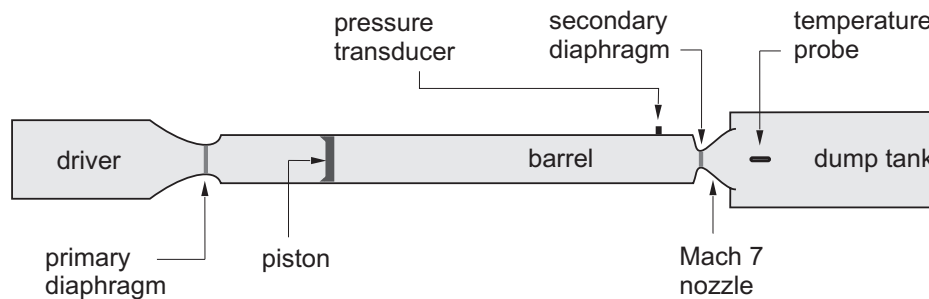 pressure
transducer
secondary
diaphragm
temperature
probe
driver
barrel
dump tank
primary
diaphragm
piston
Mach 7
nozzle